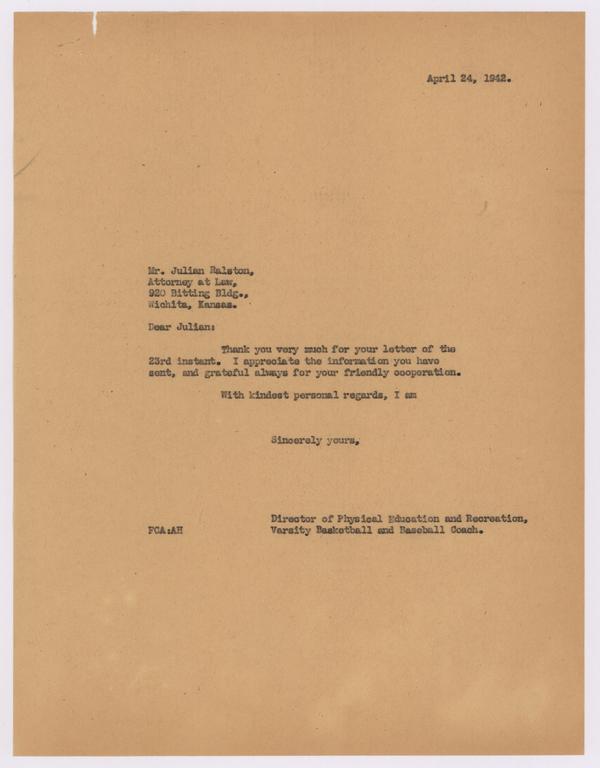 April 24, 1942.
Mr. Julian Ralston,
Attorney at Law,
920 Bitting Bldg.,
Wichita, Kansas.
Dear Julian:
Thank you very much for your letter of the
23rd instant. I appreciate the information you have
sent, and grateful always for your friendly cooperation.
With kindest personal regards, I am
Sincerely yours,
Director of Physical Education and Recreation,
FCA:AH Varsity Basketball and Baseball Coach.